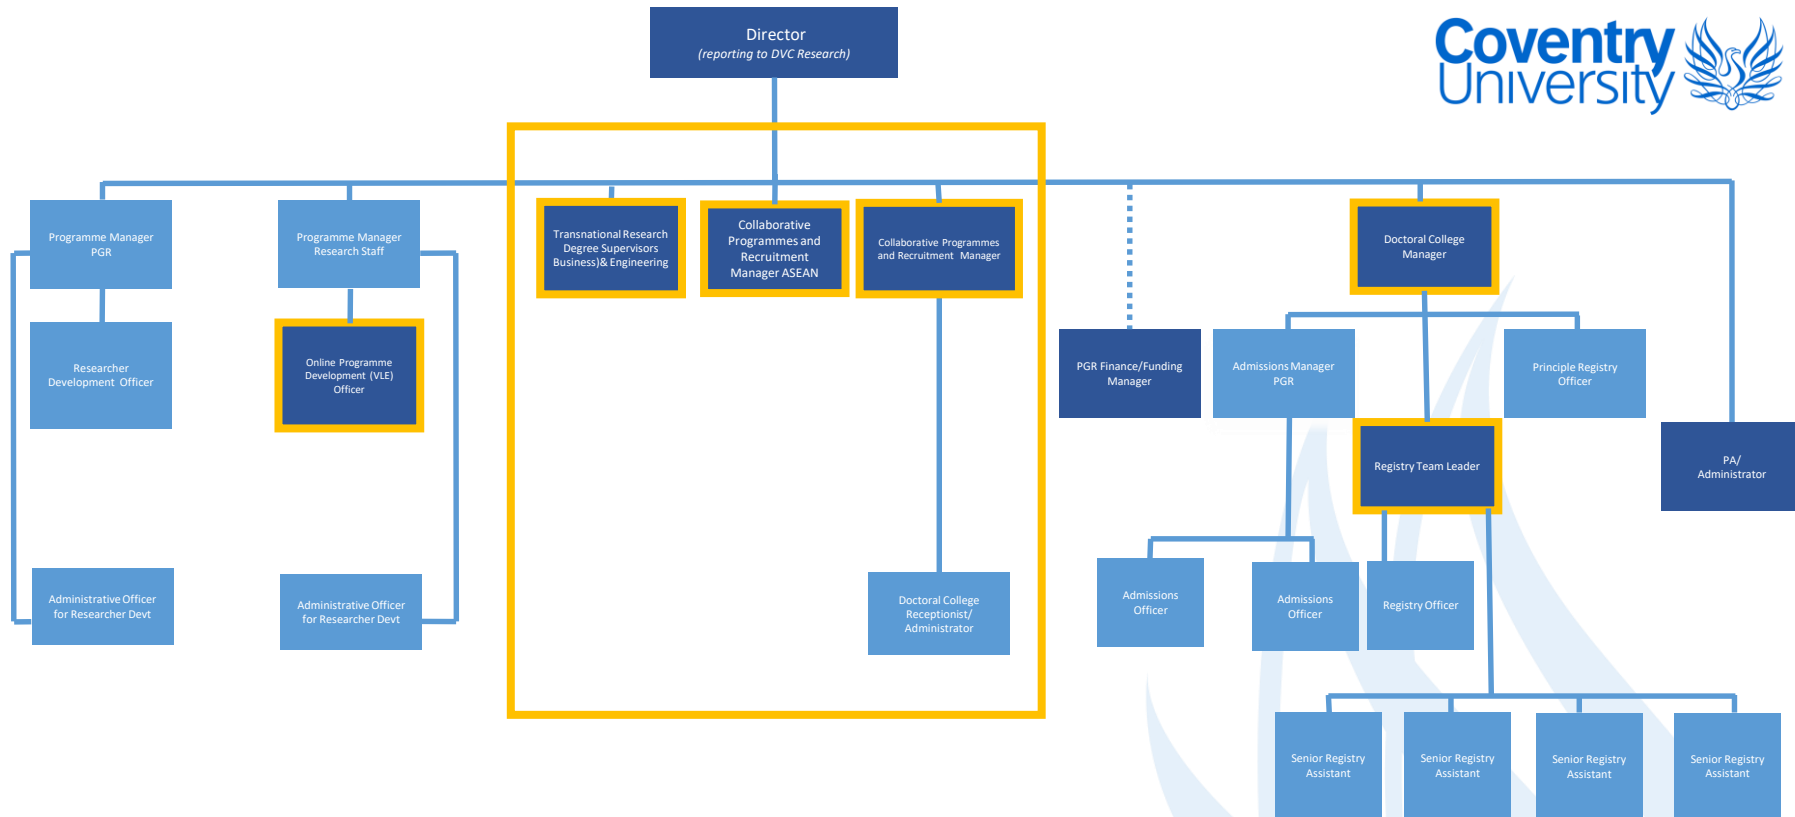 Director
(reporting to DVC Research)
Coventry
University
Programme Manager
PGR
Programme Manager
Research Staff
Transnational Research
Degree Supervisors
Business)& Engineering
Collaborative
Programmes and
Recruitment
Manager ASEAN
Collaborative Programmes
and Recruitment Manager
Doctoral College
Manager
Researcher
Development Officer
Online Programme
Development (VLE)
Officer
PGR Finance/Funding
Manager
Admissions Manager
PGR
Principle Registry
Officer
Registry Team Leader
PA/
Administrator
Administrative Officer
for Researcher Devt
Administrative Officer
for Researcher Devt
Doctoral College
Receptionist/
Administrator
Admissions
Officer
Admissions
Officer
Registry Officer
Senior Registry
Assistant
Senior Registry
Assistant
Senior Registry
Assistant
Senior Registry
Assistant